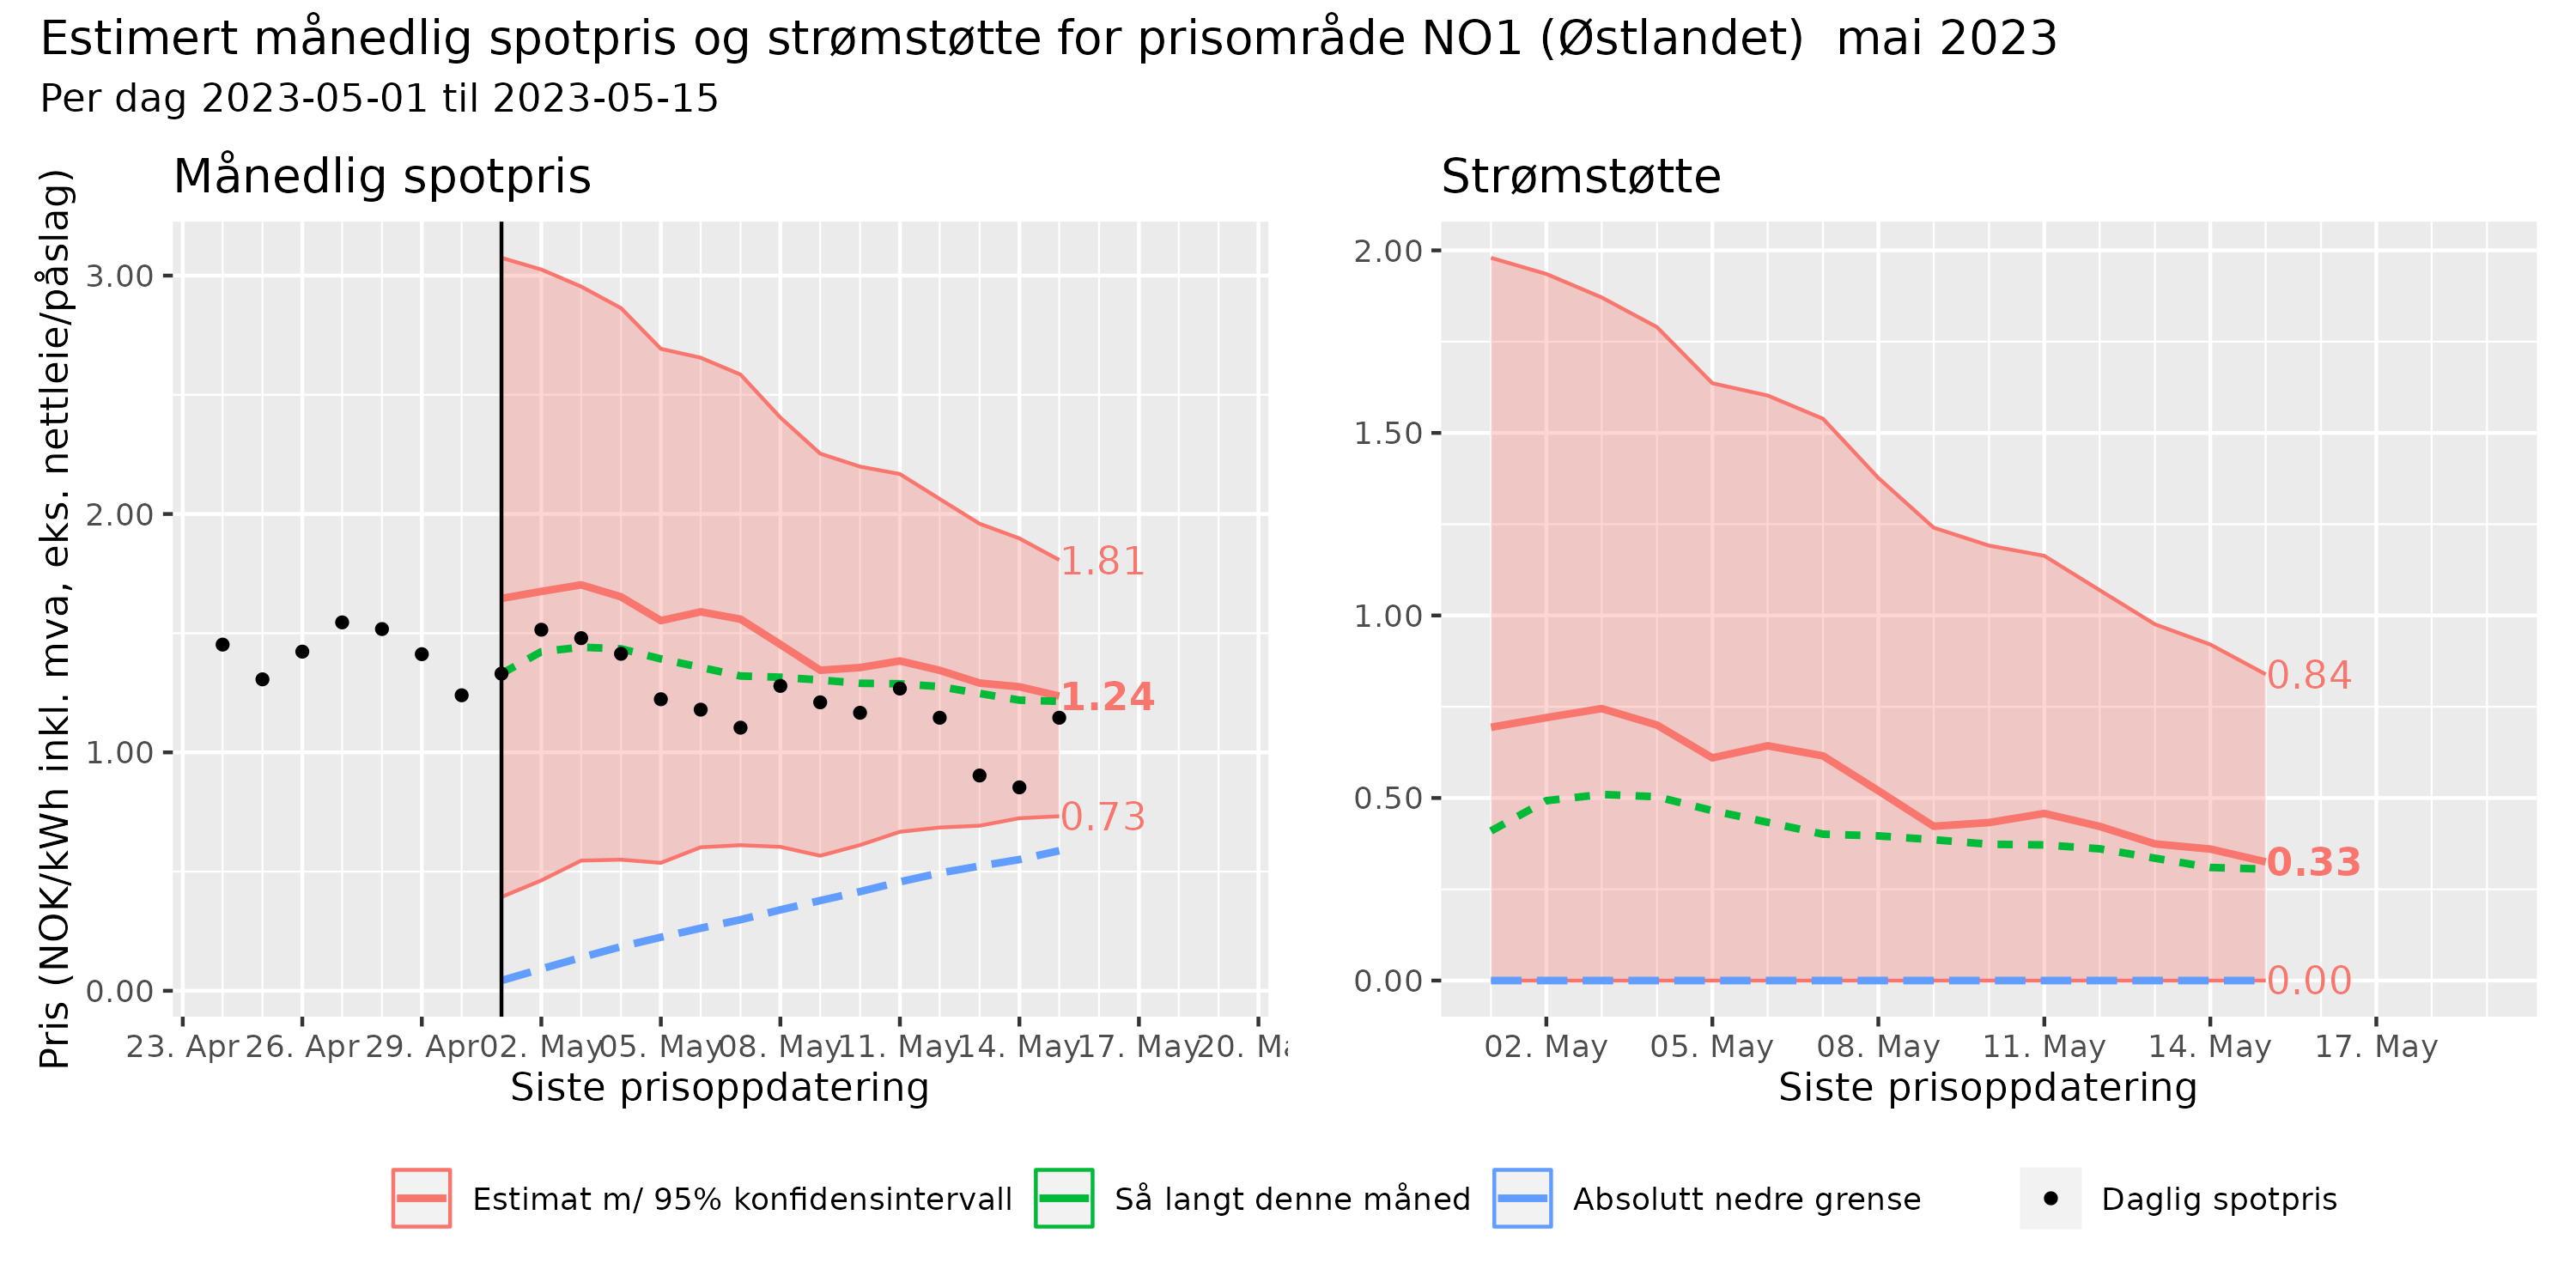 Estimert månedlig spotpris og strømstøtte for prisområde NO1 (Østlandet)  mai 2023
Per dag 2023-05-01 til 2023-05-15
Månedlig spotpris
Pris (NOK/kWh inkl. mva, eks. nettleie/påslag)
3.00
2.00
1.00
0.00
1.81
1.24
0.73
23. Apr 26. Apr 29. Apr 02. May 05. May 08. May 11. May 14. May 17. May 20. Ma
Siste prisoppdatering
Strømstøtte
2.00
1.50
1.00
0.50
0.00
0.84
0.33
0.00
02. May 05. May 08. May 11. May 14. May 17. May
Siste prisoppdatering
Estimat m/ 95% konfidensintervall Så langt denne måned Absolutt nedre grense Daglig spotpris